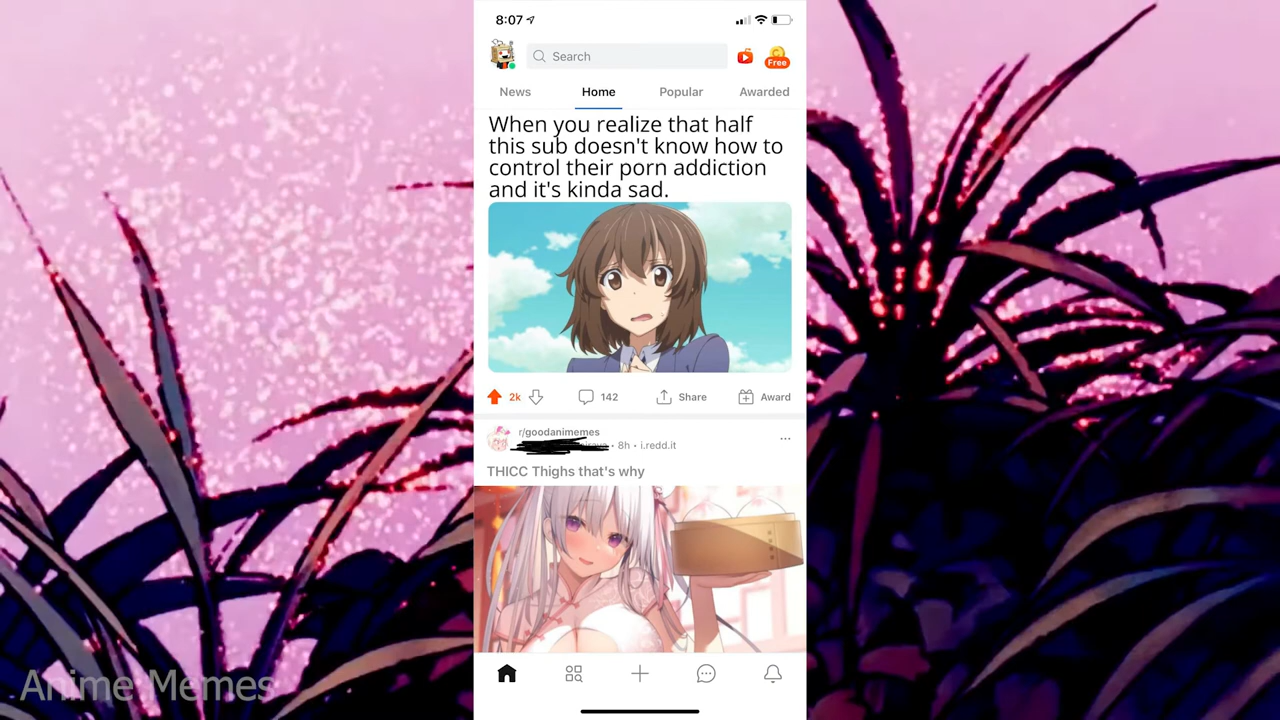 8:07
Search
Free
News Home Popular Awarded
When you realize that half
this sub doesn't know how to
control their porn addiction
and it's kinda sad.
2k 142 Share Award
r/goodanimemes
• 8h • i.redd.it
THICC Thighs that's why
Anime Memes